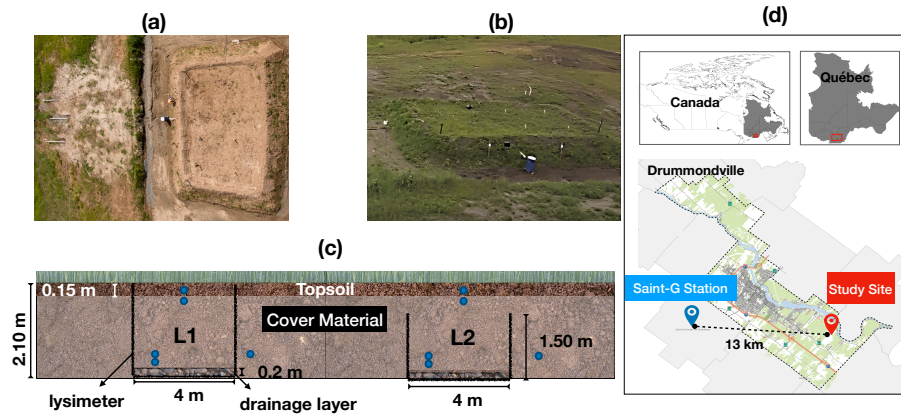 (a)
(b)
(c)
0.15 m
2.10 m
Topsoil
L1
Cover Material
L2
1.50 m
0.2 m
4 m
4 m
lysimeter
drainage layer
(d)
Canada
Québec
Drummondville
Saint-G Station
Study Site
13 km